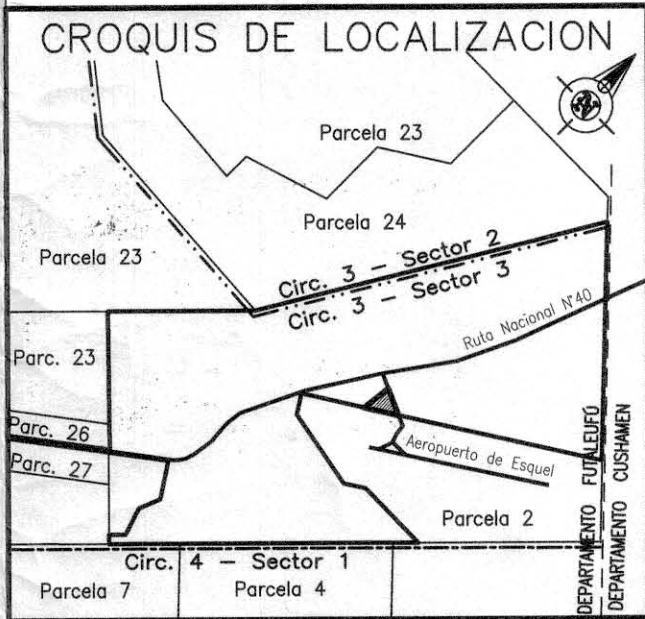 CROQUIS DE LOCALIZACION
Parcela 23
Parcela 24
Parcela 23
Circ. 3 - Sector 2
Circ. 3 - Sector 3
Ruta Nacional N°40
Parc. 23
Parc. 26
Parc. 27
Aeropuerto de Esquel
Parcela 2
DEPARTAMENTO FUTALEUFÚ
DEPARTAMENTO CUSHAMEN
Circ. 4 - Sector 1
Parcela 7
Parcela 4